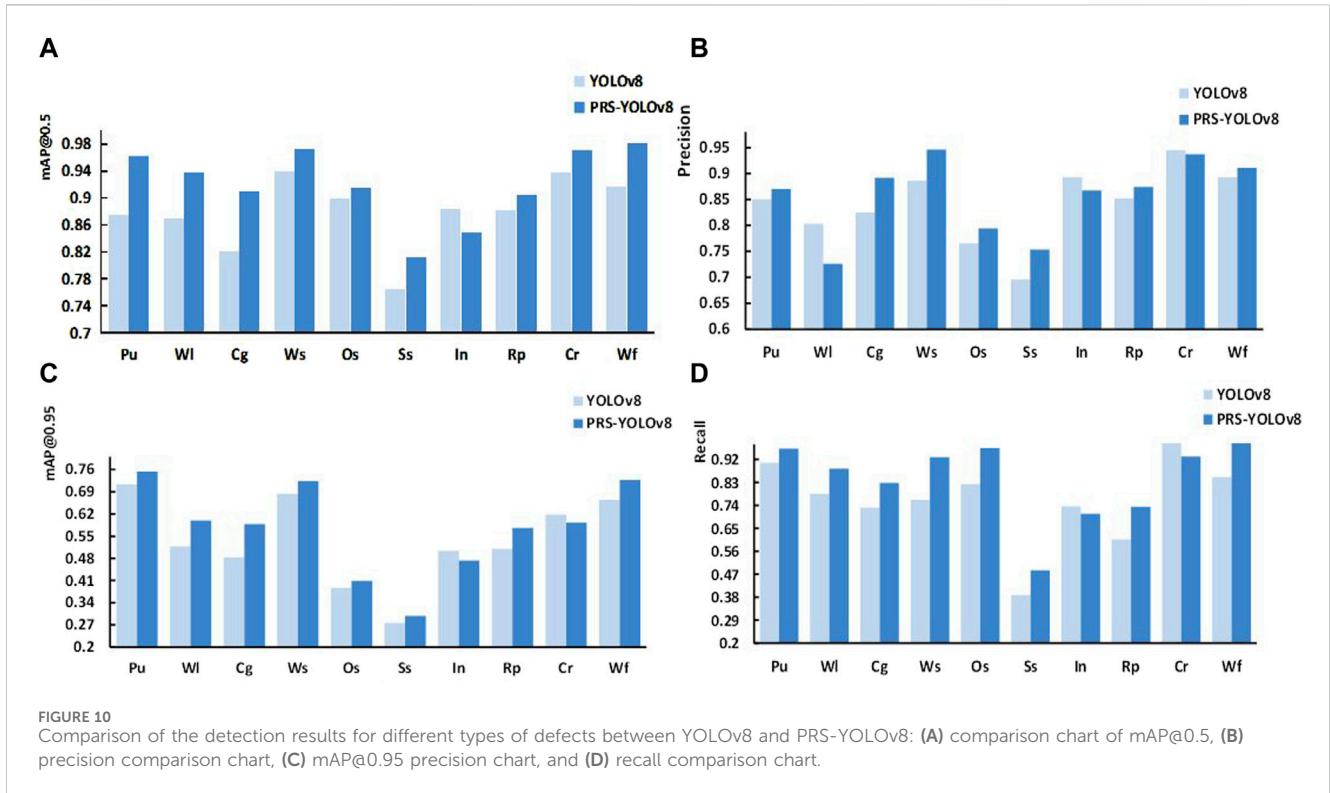 A
YOLOv8
PRS-YOLOv8
mAP@0.5
0.98
0.94
0.9
0.86
0.82
0.78
0.74
0.7
Pu Wl Cg Ws Os Ss In Rp Cr Wf
B
YOLOv8
PRS-YOLOv8
Precision
0.95
0.9
0.85
0.75
0.7
0.65
0.6
Pu Wl Cg Ws Os Ss In Rp Cr Wf
C
YOLOv8
PRS-YOLOv8
mAP@0.95
0.76
0.69
0.62
0.55
0.48
0.41
0.34
0.27
0.2
Pu Wl Cg Ws Os Ss In Rp Cr Wf
D
YOLOv8
PRS-YOLOv8
Recall
0.92
0.74
0.65
0.56
0.47
0.38
0.29
0.2
Pu Wl Cg Ws Os Ss In Rp Cr Wf
FIGURE 10
Comparison of the detection results for different types of defects between YOLOv8 and PRS-YOLOv8: (A) comparison chart of mAP@0.5, (B)
precision comparison chart, (C) mAP@0.95 precision chart, and (D) recall comparison chart.